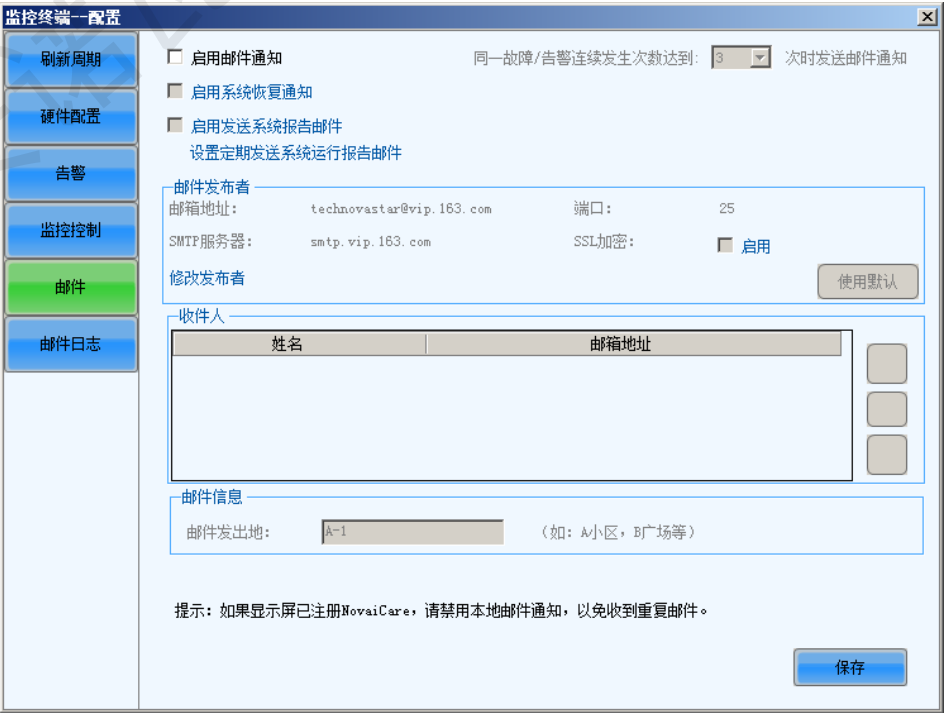 监控终端--配置
刷新周期
硬件配置
告警
监控控制
邮件
邮件日志
启用邮件通知
同一故障/告警连续发生次数达到: 3 次时发送邮件通知
启用系统恢复通知
启用发送系统报告邮件
设置定期发送系统运行报告邮件
邮件发布者
邮箱地址: technovastar@vip.163.com 端口: 25
SMTP服务器: smtp.vip.163.com SSL加密: 启用
修改发布者
使用默认
收件人
姓名 邮箱地址
邮件信息
邮件发出地: A-1 (如: A小区，B广场等)
提示: 如果显示屏已注册NovaiCare，请禁用本地邮件通知，以免收到重复邮件。
保存